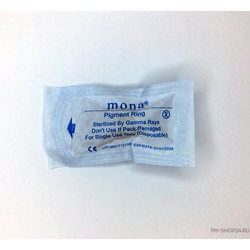 mona®
Pigment Ring
Sterilized By Gamma Rays
Don't Use If Pack Damaged
For Single Use Only (Disposable)
CE
PM-SHOP24.RU